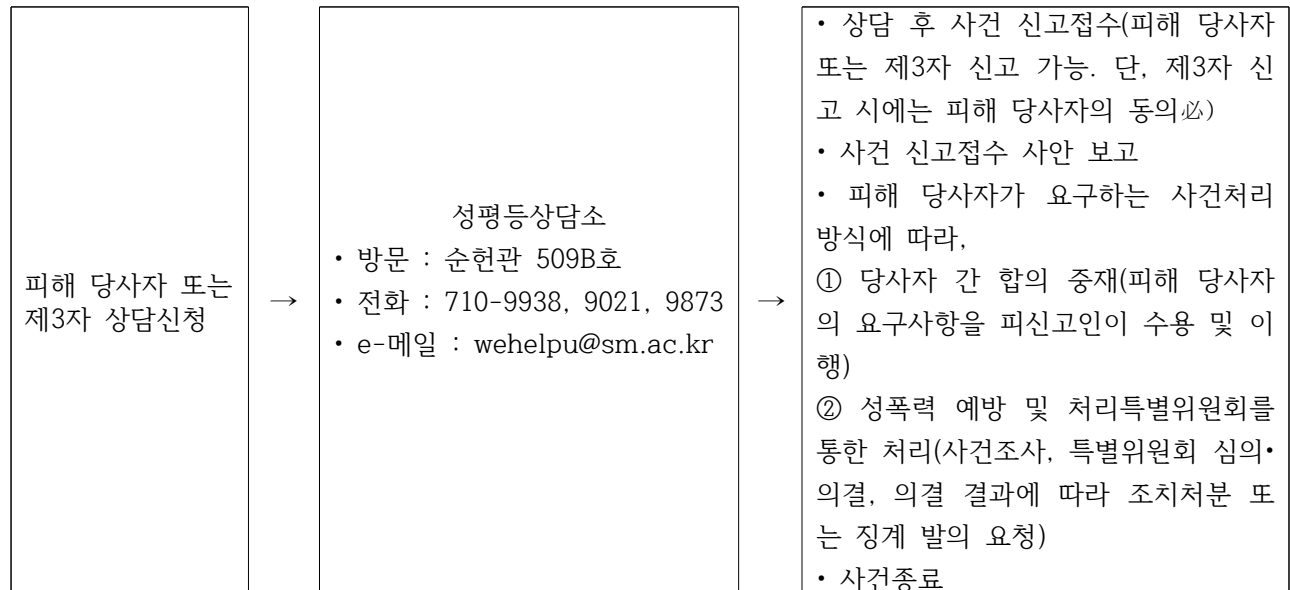 피해 당사자 또는
제3자 상담신청
→
성평등상담소
• 방문 : 순헌관 509B호
• 전화 : 710-9938, 9021, 9873
• e-메일 : wehelpu@sm.ac.kr
→
• 상담 후 사건 신고접수(피해 당사자
또는 제3자 신고 가능. 단, 제3자 신
고 시에는 피해 당사자의 동의必)
• 사건 신고접수 사안 보고
• 피해 당사자가 요구하는 사건처리
방식에 따라,
① 당사자 간 합의 중재(피해 당사자
의 요구사항을 피신고인이 수용 및 이
행)
② 성폭력 예방 및 처리특별위원회를
통한 처리(사건조사, 특별위원회 심의•
의결, 의결 결과에 따라 조치처분 또
는 징계 발의 요청)
• 사건종료